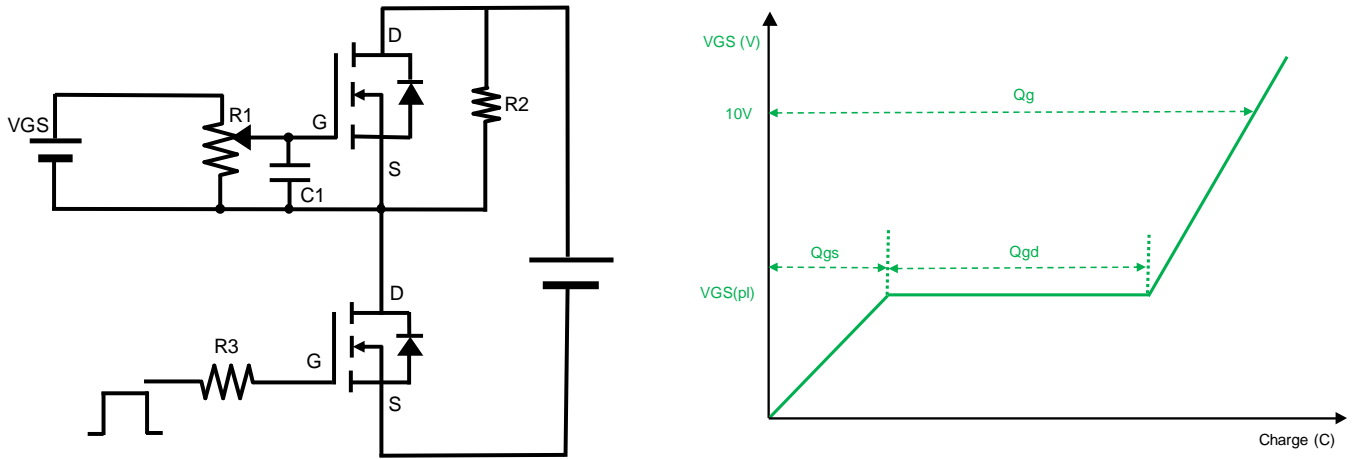 D
R1
R2
VGS
G
S
C1
D
R3
G
S
VGS (V)
Qg
10V
Qgs
Qgd
VGS(pl)
Charge (C)